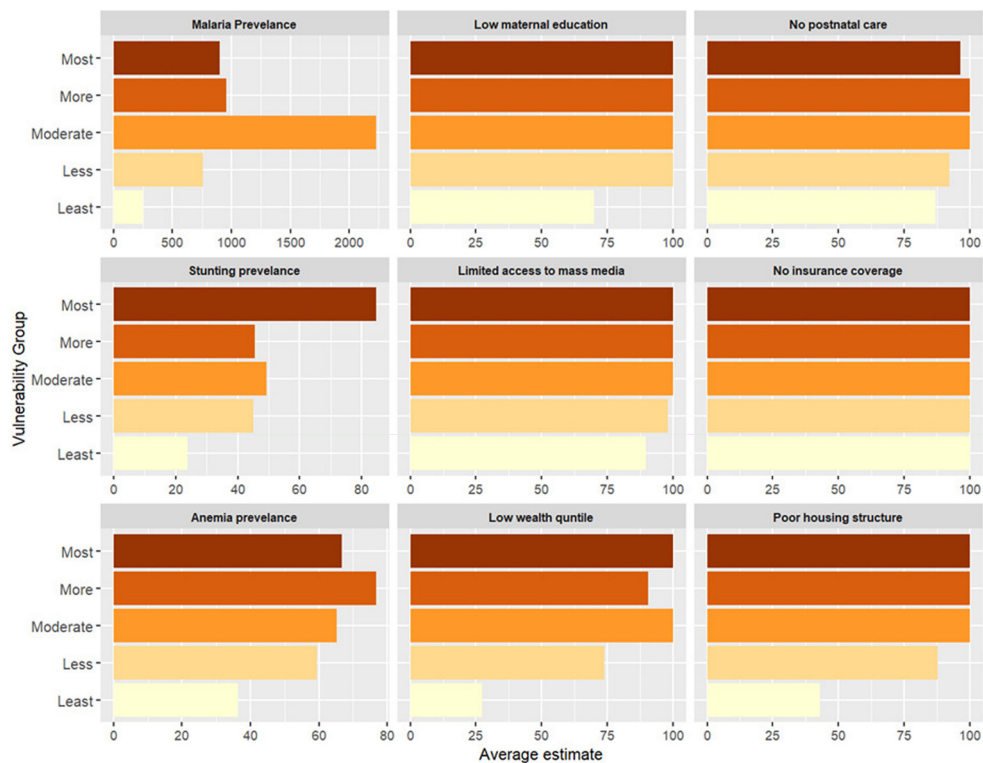 Malaria Prevelance
Low maternal education
No postnatal care
Most
More
Moderate
Less
Least
0 500 1000 1500 2000
0 25 50 75 100
0 25 50 75 100
Stunting prevelance
Limited access to mass media
No insurance coverage
Most
More
Moderate
Less
Least
0 20 40 60 80
0 25 50 75 100
0 25 50 75 100
Anemia prevelance
Low wealth quntile
Poor housing structure
Most
More
Moderate
Less
Least
0 20 40 60 80
0 25 50 75 100
0 25 50 75 100
Vulnerability Group
Average estimate